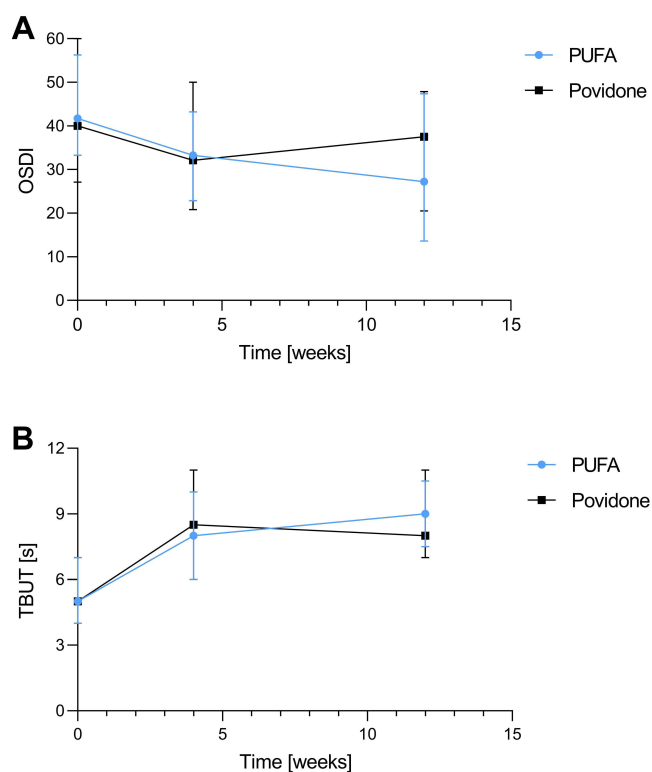 A
60
50
40
30
20
10
0
OSDI
0 5 10 15
Time [weeks]
PUFA
Povidone
B
12
9
6
3
0
TBUT [s]
0 5 10 15
Time [weeks]
PUFA
Povidone